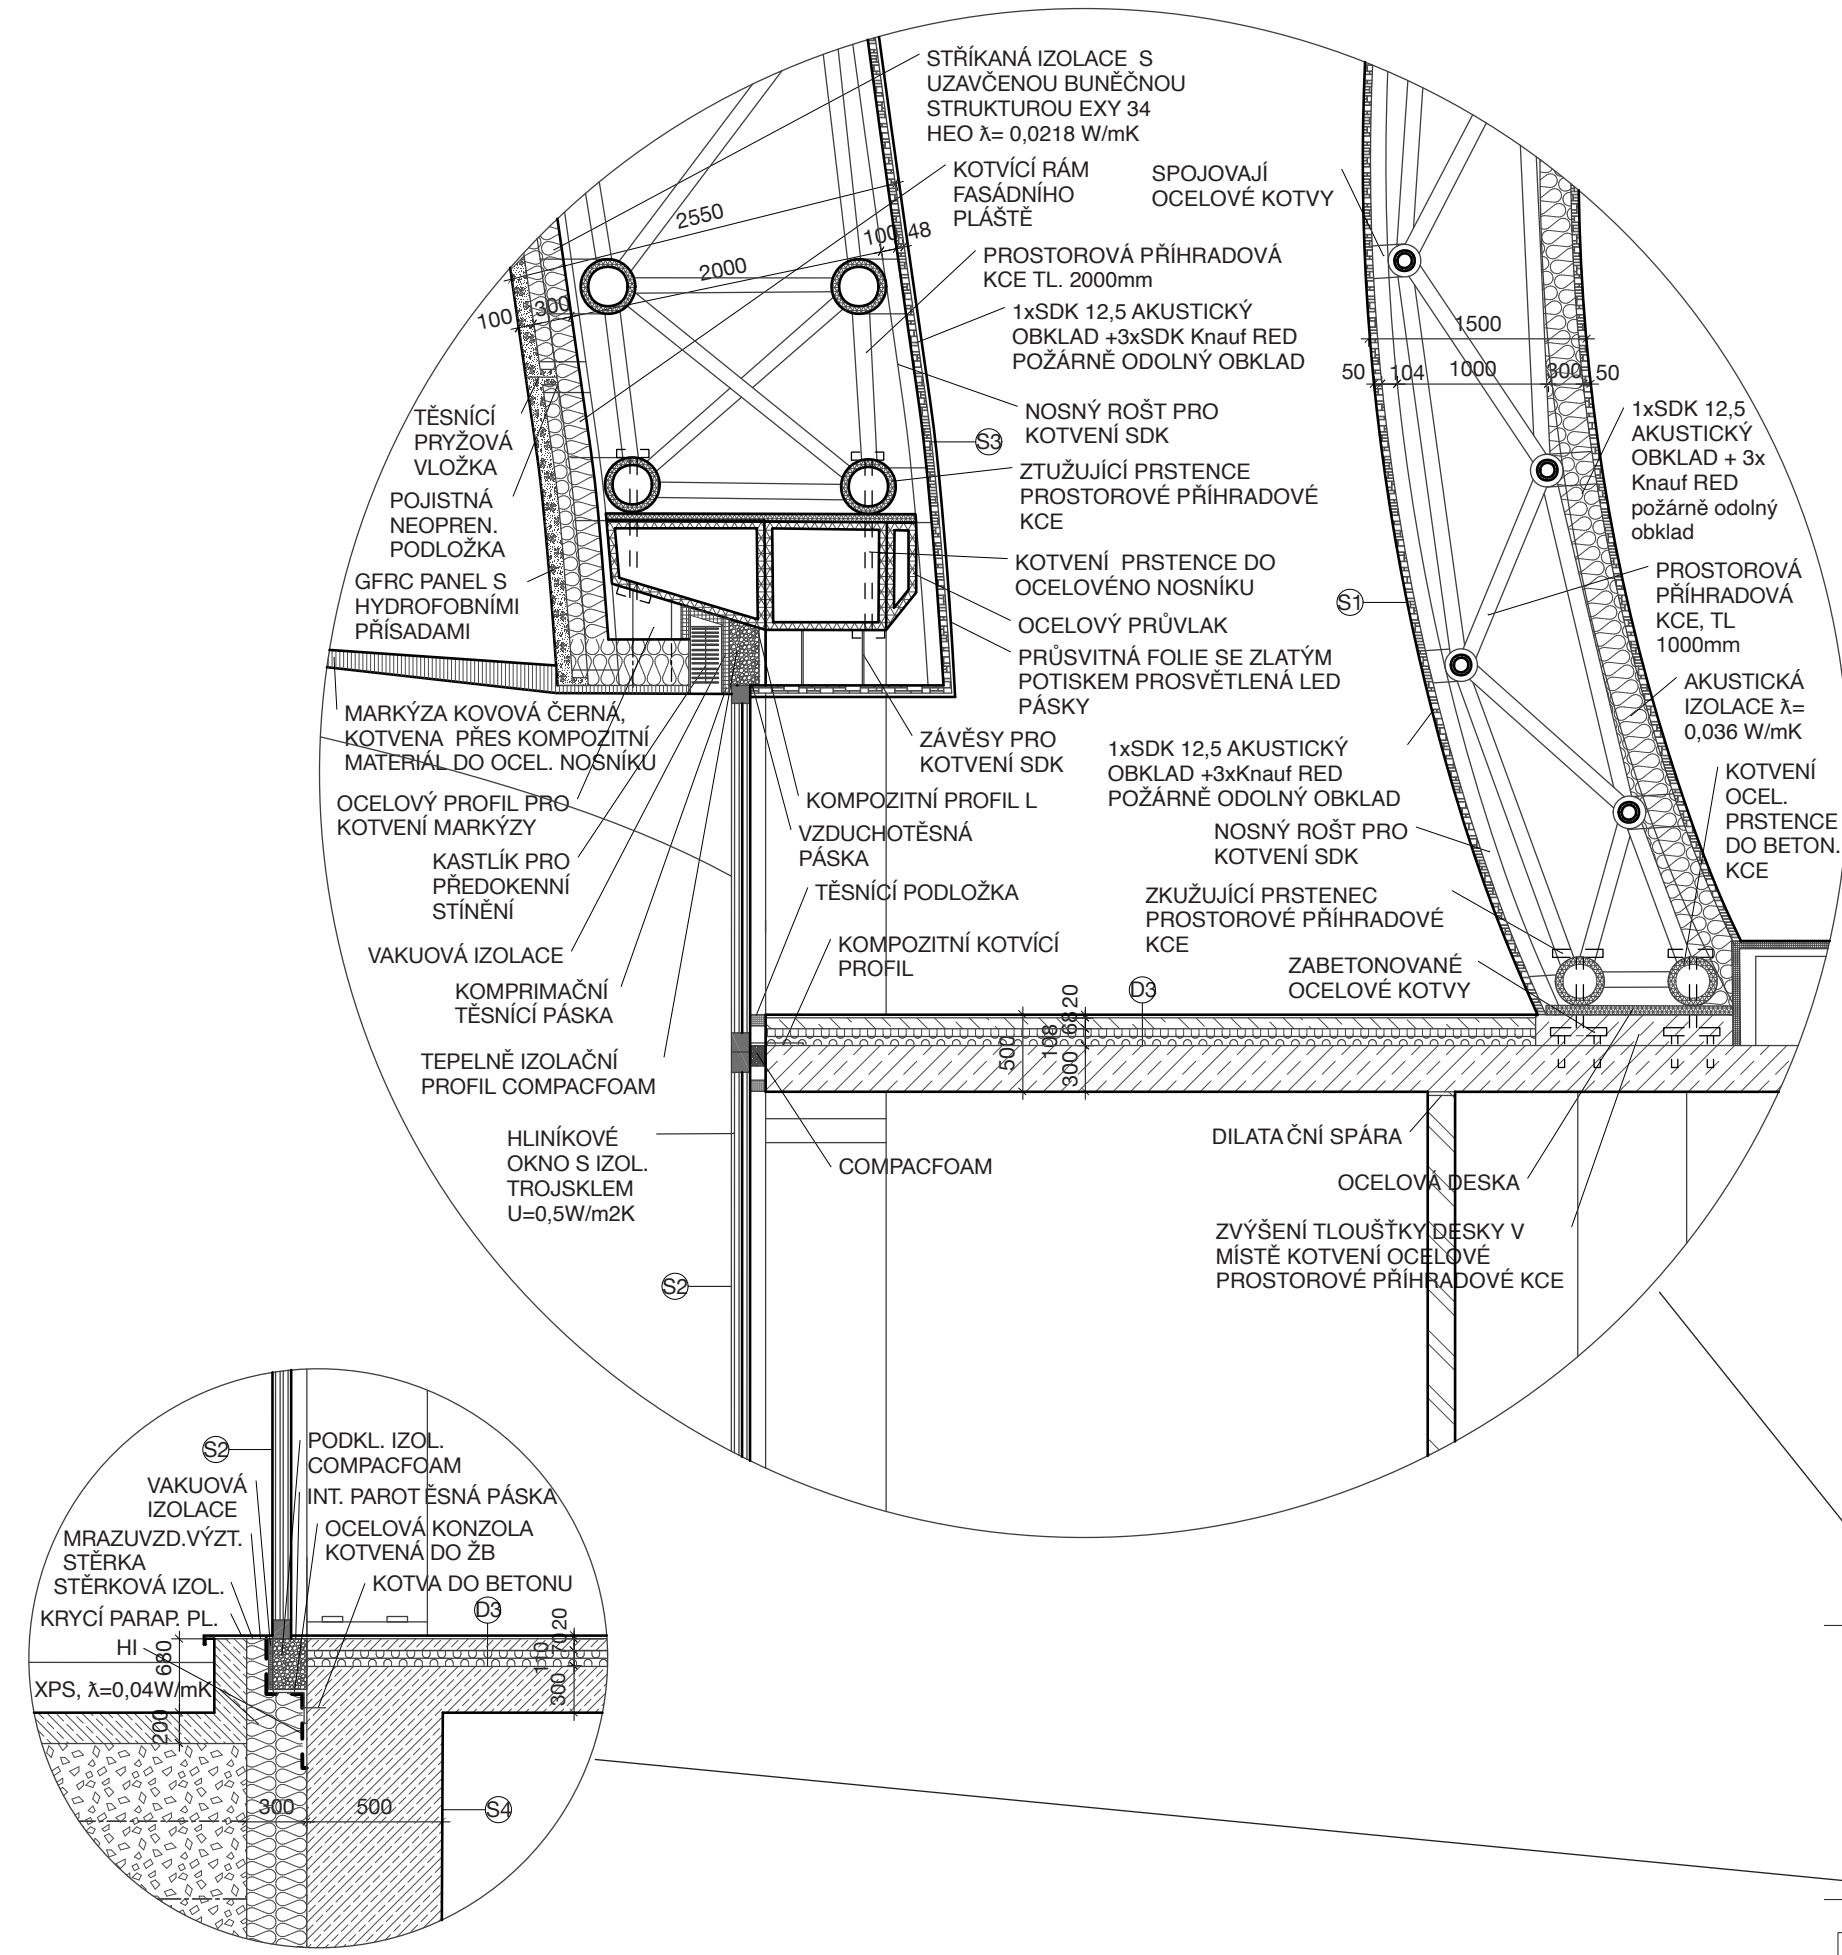 STŘÍKANÁ IZOLACE S
UZAVČENOU BUNĚČNOU
STRUKTUROU EXY 34
HEO ƛ= 0,0218 W/mK
KOTVÍCÍ RÁM
FASÁDNÍHO
PLÁŠTĚ
SPOJOVAJÍ
OCELOVÉ KOTVY
2550
100
48
2000
100
300
PROSTOROVÁ PŘÍHRADOVÁ
KCE TL. 2000mm
1xSDK 12,5 AKUSTICKÝ
OBKLAD +3xSDK Knauf RED
POŽÁRNĚ ODOLNÝ OBKLAD
1500
50
104
1000
300
50
TĚSNÍCÍ
PRYŽOVÁ
VLOŽKA
NOSNÝ ROŠT PRO
KOTVENÍ SDK
S3
1xSDK 12,5
AKUSTICKÝ
OBKLAD + 3x
Knauf RED
požárně odolný
obklad
ZTUŽUJÍCÍ PRSTENCE
PROSTOROVÉ PŘÍHRADOVÉ
KCE
POJISTNÁ
NEOPREN.
PODLOŽKA
KOTVENÍ PRSTENCE DO
OCELOVÉHO NOSNÍKU
GFRC PANEL S
HYDROFOBNÍMI
PŘÍSADAMI
S1
PROSTOROVÁ
PŘÍHRADOVÁ
KCE, TL
1000mm
OCELOVÝ PRŮVLAK
PRŮSVITNÁ FOLIE SE ZLATÝM
POTISKEM PROSVĚTLENÁ LED
PÁSKY
AKUSTICKÁ
IZOLACE ƛ=
0,036 W/mK
MARKÝZA KOVOVÁ ČERNÁ,
KOTVENA PŘES KOMPOZITNÍ
MATERIÁL DO OCEL. NOSNÍKU
ZÁVĚSY PRO
KOTVENÍ SDK
1xSDK 12,5 AKUSTICKÝ
OBKLAD +3xKnauf RED
POŽÁRNĚ ODOLNÝ OBKLAD
KOTVENÍ
OCEL.
PRSTENCE
DO BETON.
KCE
OCELOVÝ PROFIL PRO
KOTVENÍ MARKÝZY
KOMPOZITNÍ PROFIL L
VZDUCHOTĚSNÁ
PÁSKA
NOSNÝ ROŠT PRO
KOTVENÍ SDK
KASTLÍK PRO
PŘEDOKENNÍ
STÍNĚNÍ
TĚSNÍCÍ PODLOŽKA
ZKUŽUJÍCÍ PRSTENEC
PROSTOROVÉ PŘÍHRADOVÉ
KCE
VAKUOVÁ IZOLACE
KOMPOZITNÍ KOTVÍCÍ
PROFIL
ZABETONOVANÉ
OCELOVÉ KOTVY
KOMPRIMAČNÍ
TĚSNÍCÍ PÁSKA
D3
20
68
108
300
500
TEPELNĚ IZOLAČNÍ
PROFIL COMPACFOAM
HLINÍKOVÉ
OKNO S IZOL.
TROJSKLEM
U=0,5W/m2K
COMPACFOAM
DILATAČNÍ SPÁRA
OCELOVÁ DESKA
ZVÝŠENÍ TLOUŠŤKY DESKY V
MÍSTĚ KOTVENÍ OCELOVÉ
PROSTOROVÉ PŘÍHRADOVÉ KCE
S2
S2
PODKL. IZOL.
COMPACFOAM
VAKUOVÁ
IZOLACE
INT. PAROTĚSNÁ PÁSKA
MRAZUVZD.VÝZT.
STĚRKA
OCELOVÁ KONZOLA
KOTVENÁ DO ŽB
STĚRKOVÁ IZOL.
KOTVA DO BETONU
KRYCÍ PARAP. PL.
D3
HI
680
20
70
110
300
XPS, ƛ=0,04W/mK
200
300
500
S4